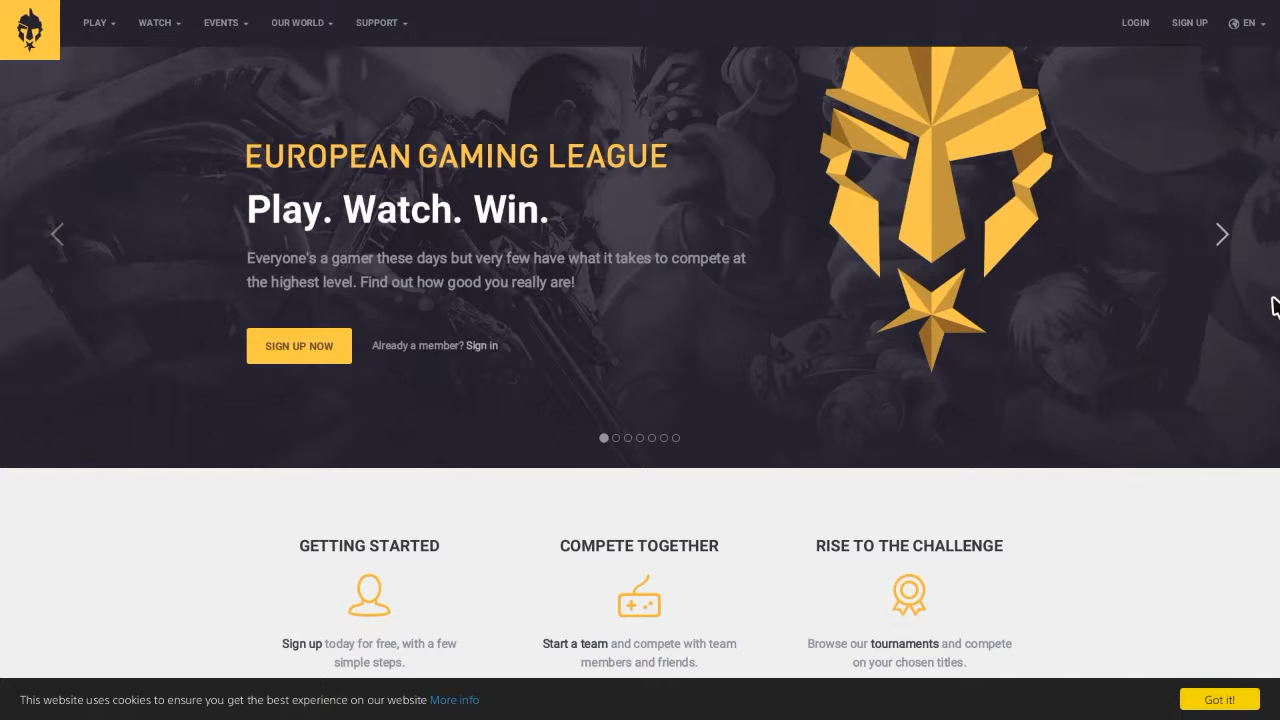 PLAY WATCH EVENTS OUR WORLD SUPPORT LOGIN SIGN UP EN
EUROPEAN GAMING LEAGUE
Play. Watch. Win.
Everyone's a gamer these days but very few have what it takes to compete at
the highest level. Find out how good you really are!
SIGN UP NOW Already a member? Sign in
GETTING STARTED COMPETE TOGETHER RISE TO THE CHALLENGE
Sign up today for free, with a few Start a team and compete with team Browse our tournaments and compete
simple steps. members and friends. on your chosen titles.
This website uses cookies to ensure you get the best experience on our website More info Got it!